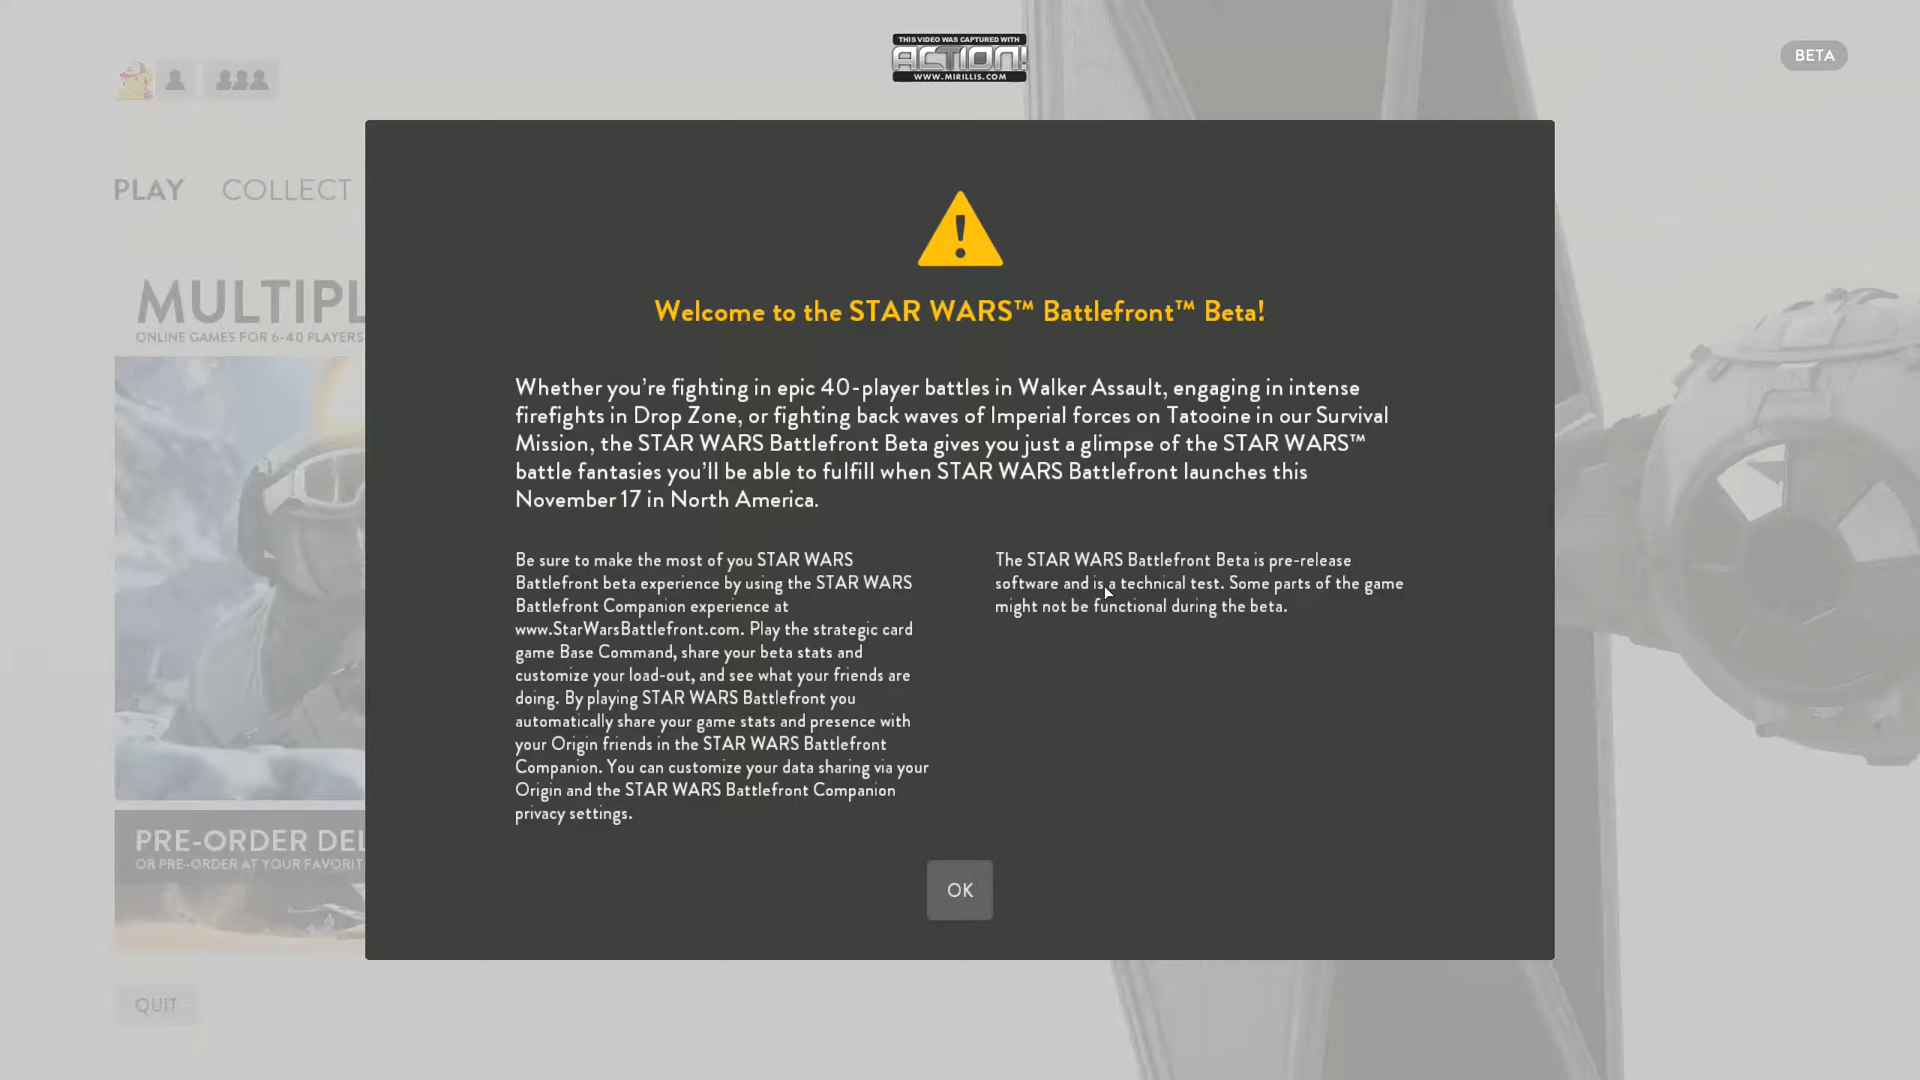 THIS VIDEO WAS CAPTURED WITH
ACTION!
WWW.MIRILLIS.COM
BETA
PLAY COLLECT
MULTIPL
ONLINE GAMES FOR 6-40 PLAYERS
Welcome to the STAR WARS™ Battlefront™ Beta!
Whether you're fighting in epic 40-player battles in Walker Assault, engaging in intense
firefights in Drop Zone, or fighting back waves of Imperial forces on Tatooine in our Survival
Mission, the STAR WARS Battlefront Beta gives you just a glimpse of the STAR WARS™
battle fantasies you'll be able to fulfill when STAR WARS Battlefront launches this
November 17 in North America.
Be sure to make the most of you STAR WARS
Battlefront beta experience by using the STAR WARS
Battlefront Companion experience at
www.StarWarsBattlefront.com. Play the strategic card
game Base Command, share your beta stats and
customize your load-out, and see what your friends are
doing. By playing STAR WARS Battlefront you
automatically share your game stats and presence with
your Origin friends in the STAR WARS Battlefront
Companion. You can customize your data sharing via your
Origin and the STAR WARS Battlefront Companion
privacy settings.
The STAR WARS Battlefront Beta is pre-release
software and is a technical test. Some parts of the game
might not be functional during the beta.
PRE-ORDER DEL
OR PRE-ORDER AT YOUR FAVORIT
OK
QUIT